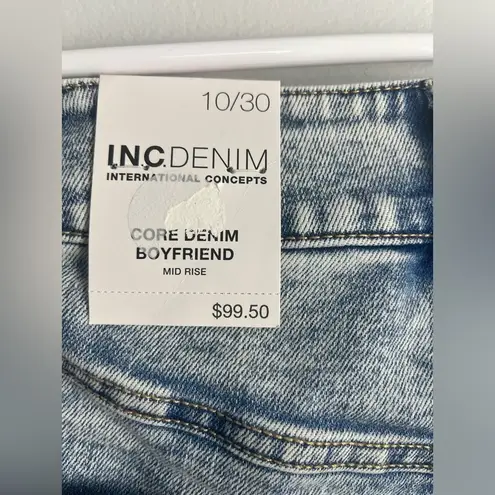 10/30
I.N.C.DENIM
INTERNATIONAL CONCEPTS
CORE DENIM
BOYFRIEND
MID RISE
$99.50